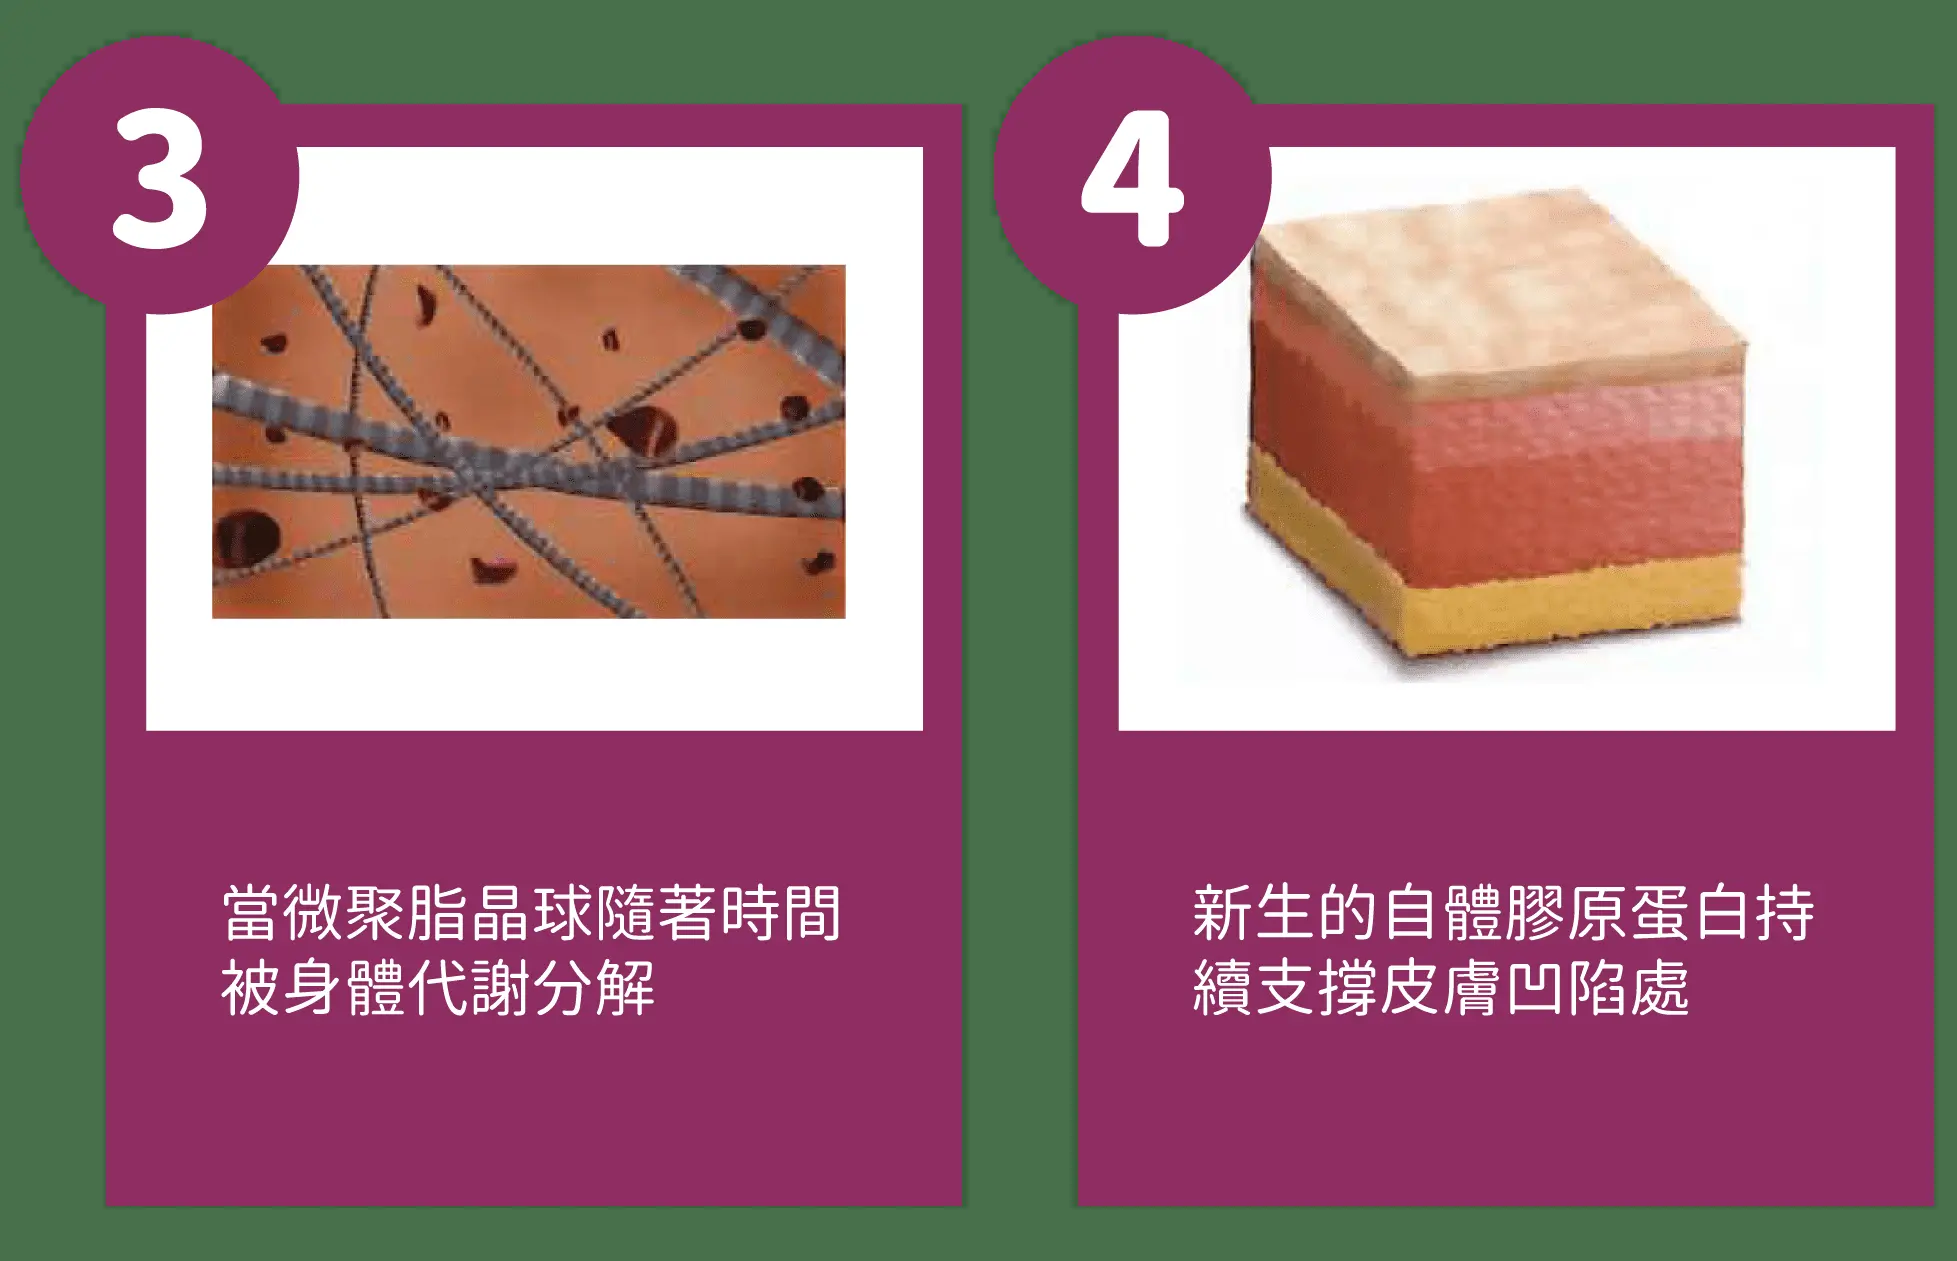 3
當微聚脂晶球隨著時間
被身體代謝分解
4
新生的自體膠原蛋白持
續支撐皮膚凹陷處